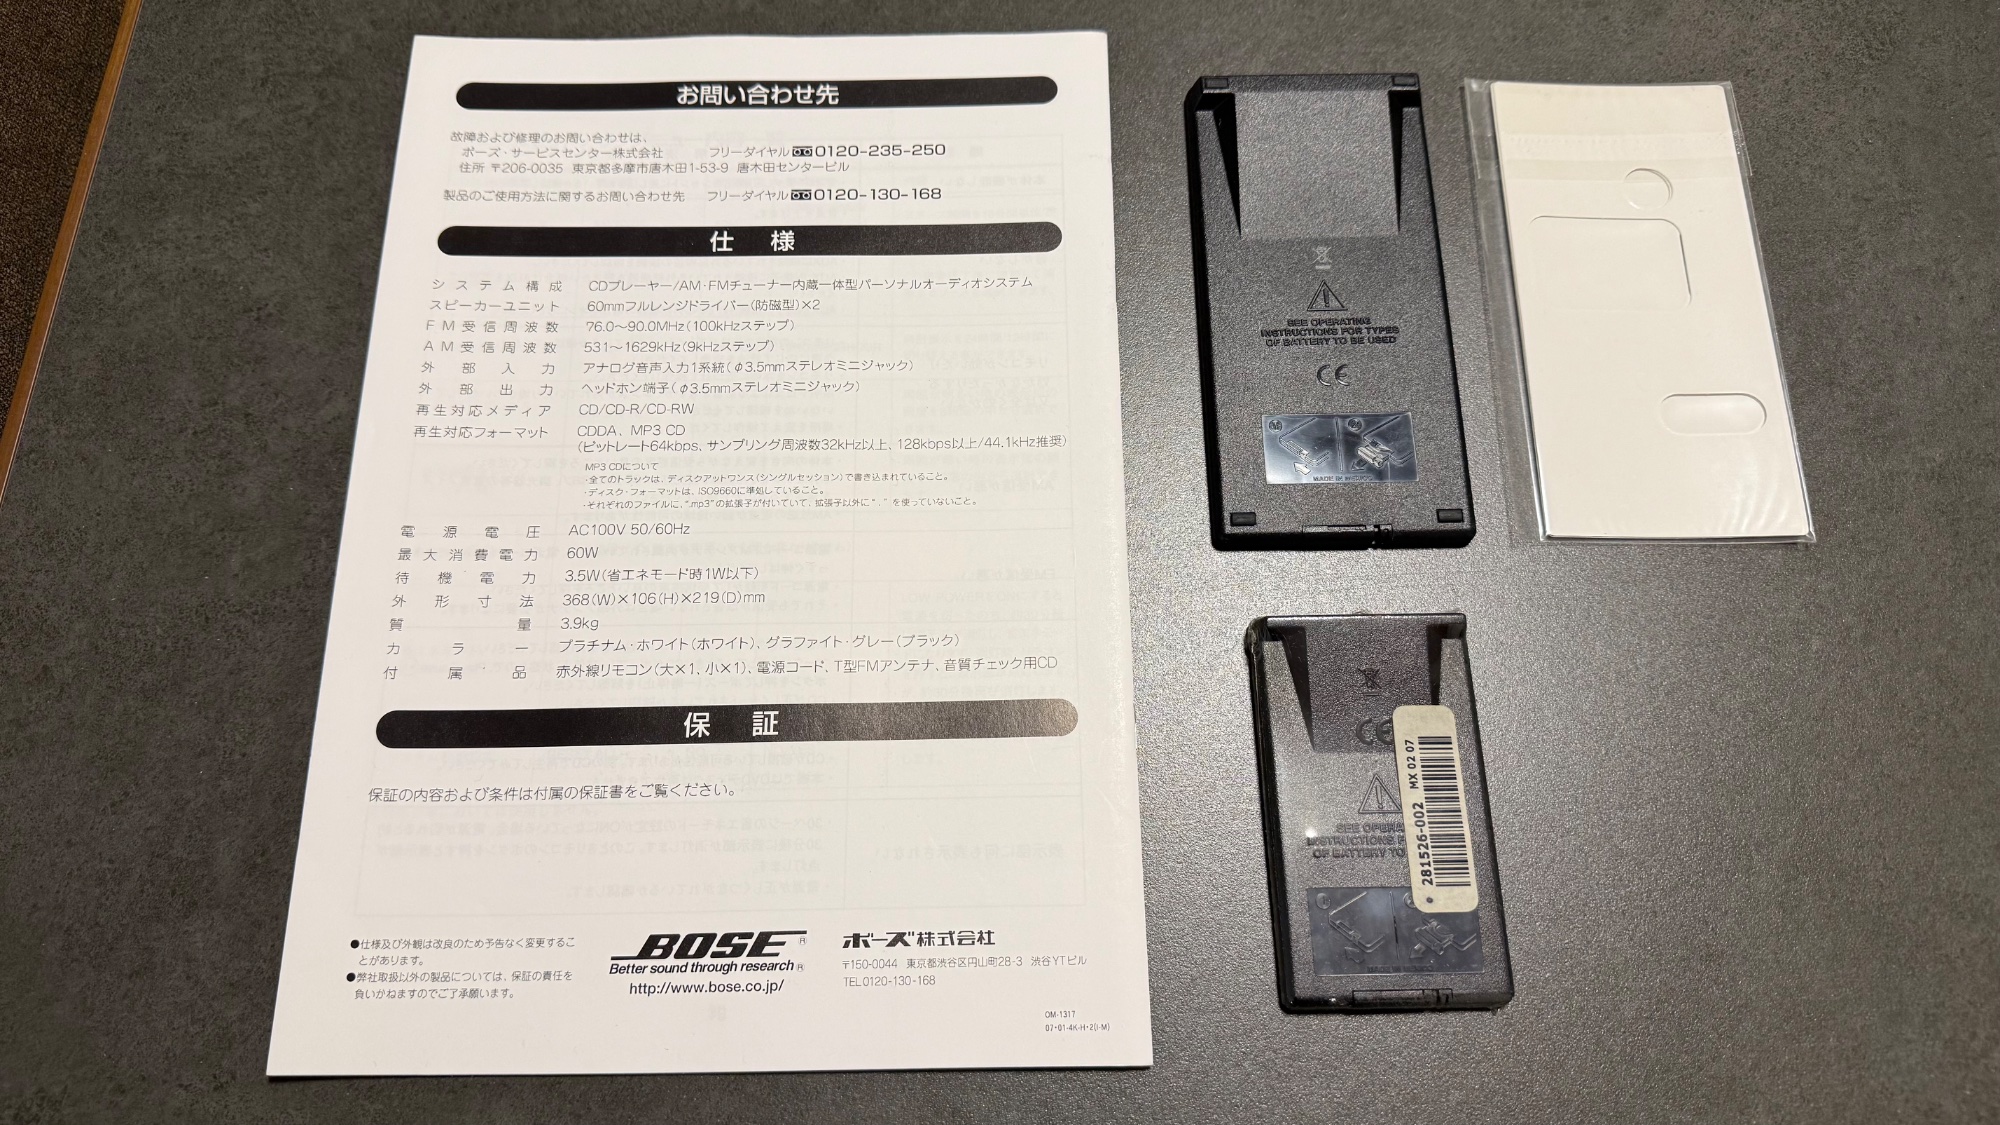 お問い合わせ先
故障および修理のお問い合わせは、
ボーズ・サービスセンター株式会社 フリーダイヤル 0120-235-250
住所 〒206-0035 東京都多摩市唐木田1-53-9 唐木田センタービル
製品のご使用方法に関するお問い合わせ先 フリーダイヤル 0120-130-168
仕様
システム構成 CDプレーヤー/AM・FMチューナー内蔵一体型パーソナルオーディオシステム
スピーカーユニット 60mmフルレンジドライバー(防磁型)×2
FM受信周波数 76.0〜90.0MHz(100kHzステップ)
AM受信周波数 531〜1629kHz(9kHzステップ)
外部入力 アナログ音声入力1系統(φ3.5mmステレオミニジャック)
外部出力 ヘッドホン端子(φ3.5mmステレオミニジャック)
再生対応メディア CD/CD-R/CD-RW
再生対応フォーマット CDDA、MP3 CD
(ビットレート64kbps、サンプリング周波数32kHz以上、128kbps以上/44.1kHz推奨)
MP3 CDについて
・全てのトラックは、ディスクアットワンス(シングルセッション)で書き込まれていること。
・ディスク・フォーマットは、ISO9660に準処していること。
・それぞれのファイルに、“.mp3”の拡張子が付いていて、拡張子以外に“.”を使っていないこと。
電源電圧 AC100V 50/60Hz
最大消費電力 60W
待機電力 3.5W(省エネモード時1W以下)
外形寸法 368(W)×106(H)×219(D)mm
質量 3.9kg
カラー プラチナム・ホワイト(ホワイト)、グラファイト・グレー(ブラック)
付属品 赤外線リモコン(大×1、小×1)、電源コード、T型FMアンテナ、音質チェック用CD
保証
保証の内容および条件は付属の保証書をご覧ください。
●仕様及び外観は改良のため予告なく変更するこ
とがあります。
●弊社取扱以外の製品については、保証の責任を
負いかねますのでご了承願います。
BOSE®
Better sound through research®
http://www.bose.co.jp/
ボーズ株式会社
〒150-0044 東京都渋谷区円山町28-3 渋谷YTビル
TEL0120-130-168
OM-1317
07・01-4K-H・2(I-M)
SEE OPERATING
INSTRUCTIONS FOR TYPES
OF BATTERY TO BE USED
CE
MADE IN MEXICO
CE
SEE OPERA
INSTRUCTIONS F
OF BATTERY TO
281526-002 MX 02 07